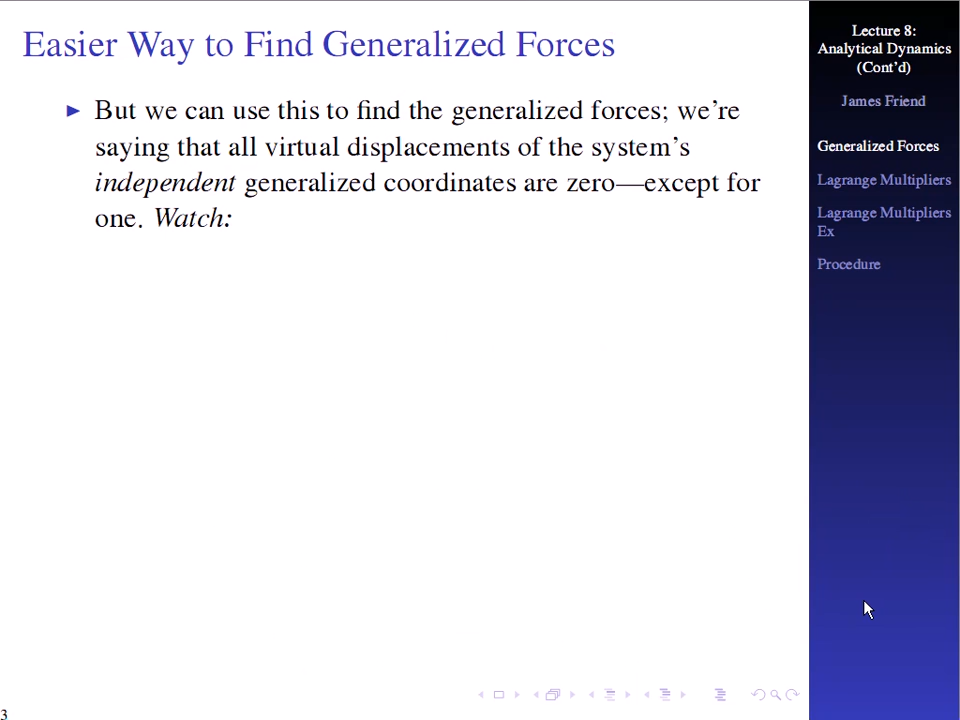 Easier Way to Find Generalized Forces
But we can use this to find the generalized forces; we’re
saying that all virtual displacements of the system’s
independent generalized coordinates are zero—except for
one. Watch:
Lecture 8:
Analytical Dynamics
(Cont’d)
James Friend
Generalized Forces
Lagrange Multipliers
Lagrange Multipliers
Ex
Procedure
3